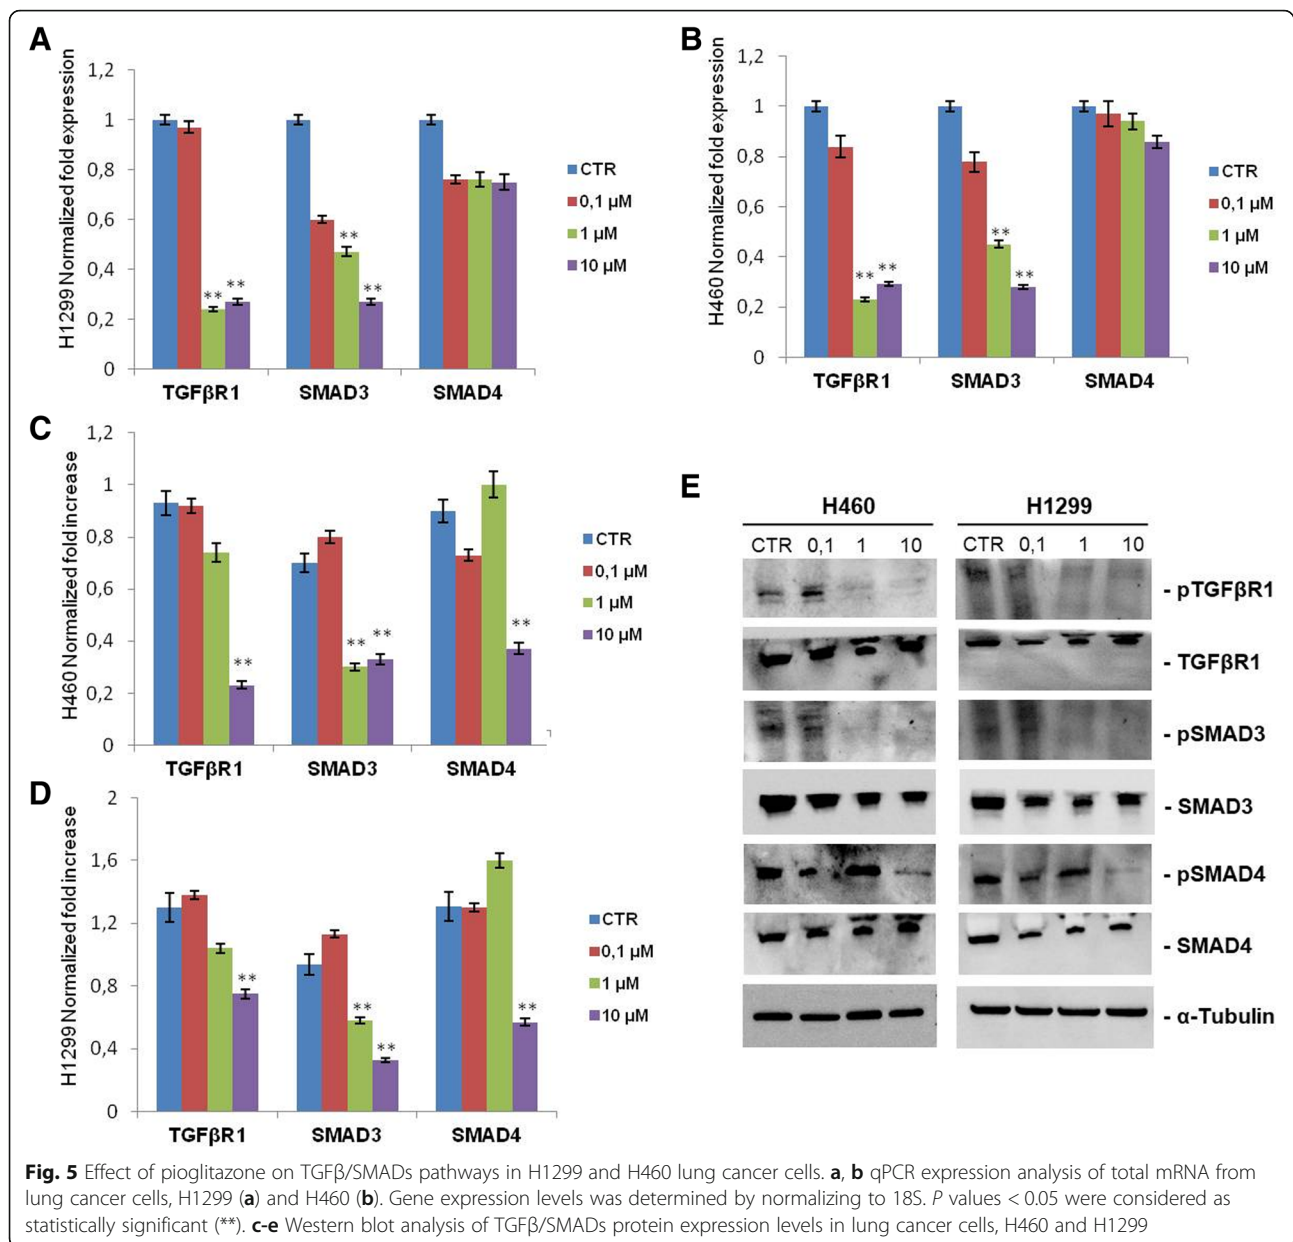 A
H1299 Normalized fold expression
1,2
1
0,8
0,6
0,4
0,2
0
** **
**
**
TGFβR1 SMAD3 SMAD4
CTR
0,1 µM
1 µM
10 µM
B
H460 Normalized fold expression
1,2
1
0,8
0,6
0,4
0,2
0
** **
**
**
TGFβR1 SMAD3 SMAD4
CTR
0,1 µM
1 µM
10 µM
C
H460 Normalized fold increase
1,2
1
0,8
0,6
0,4
0,2
0
**
** **
**
TGFβR1 SMAD3 SMAD4
CTR
0,1 µM
1 µM
10 µM
D
H1299 Normalized fold increase
2
1,6
1,2
0,8
0,4
0
**
**
**
**
TGFβR1 SMAD3 SMAD4
CTR
0,1 µM
1 µM
10 µM
E
H460 H1299
CTR 0,1 1 10 CTR 0,1 1 10
- pTGFβR1
- TGFβR1
- pSMAD3
- SMAD3
- pSMAD4
- SMAD4
- α-Tubulin
Fig. 5 Effect of pioglitazone on TGFβ/SMADs pathways in H1299 and H460 lung cancer cells. a, b qPCR expression analysis of total mRNA from
lung cancer cells, H1299 (a) and H460 (b). Gene expression levels was determined by normalizing to 18S. P values < 0.05 were considered as
statistically significant (**). c-e Western blot analysis of TGFβ/SMADs protein expression levels in lung cancer cells, H460 and H1299